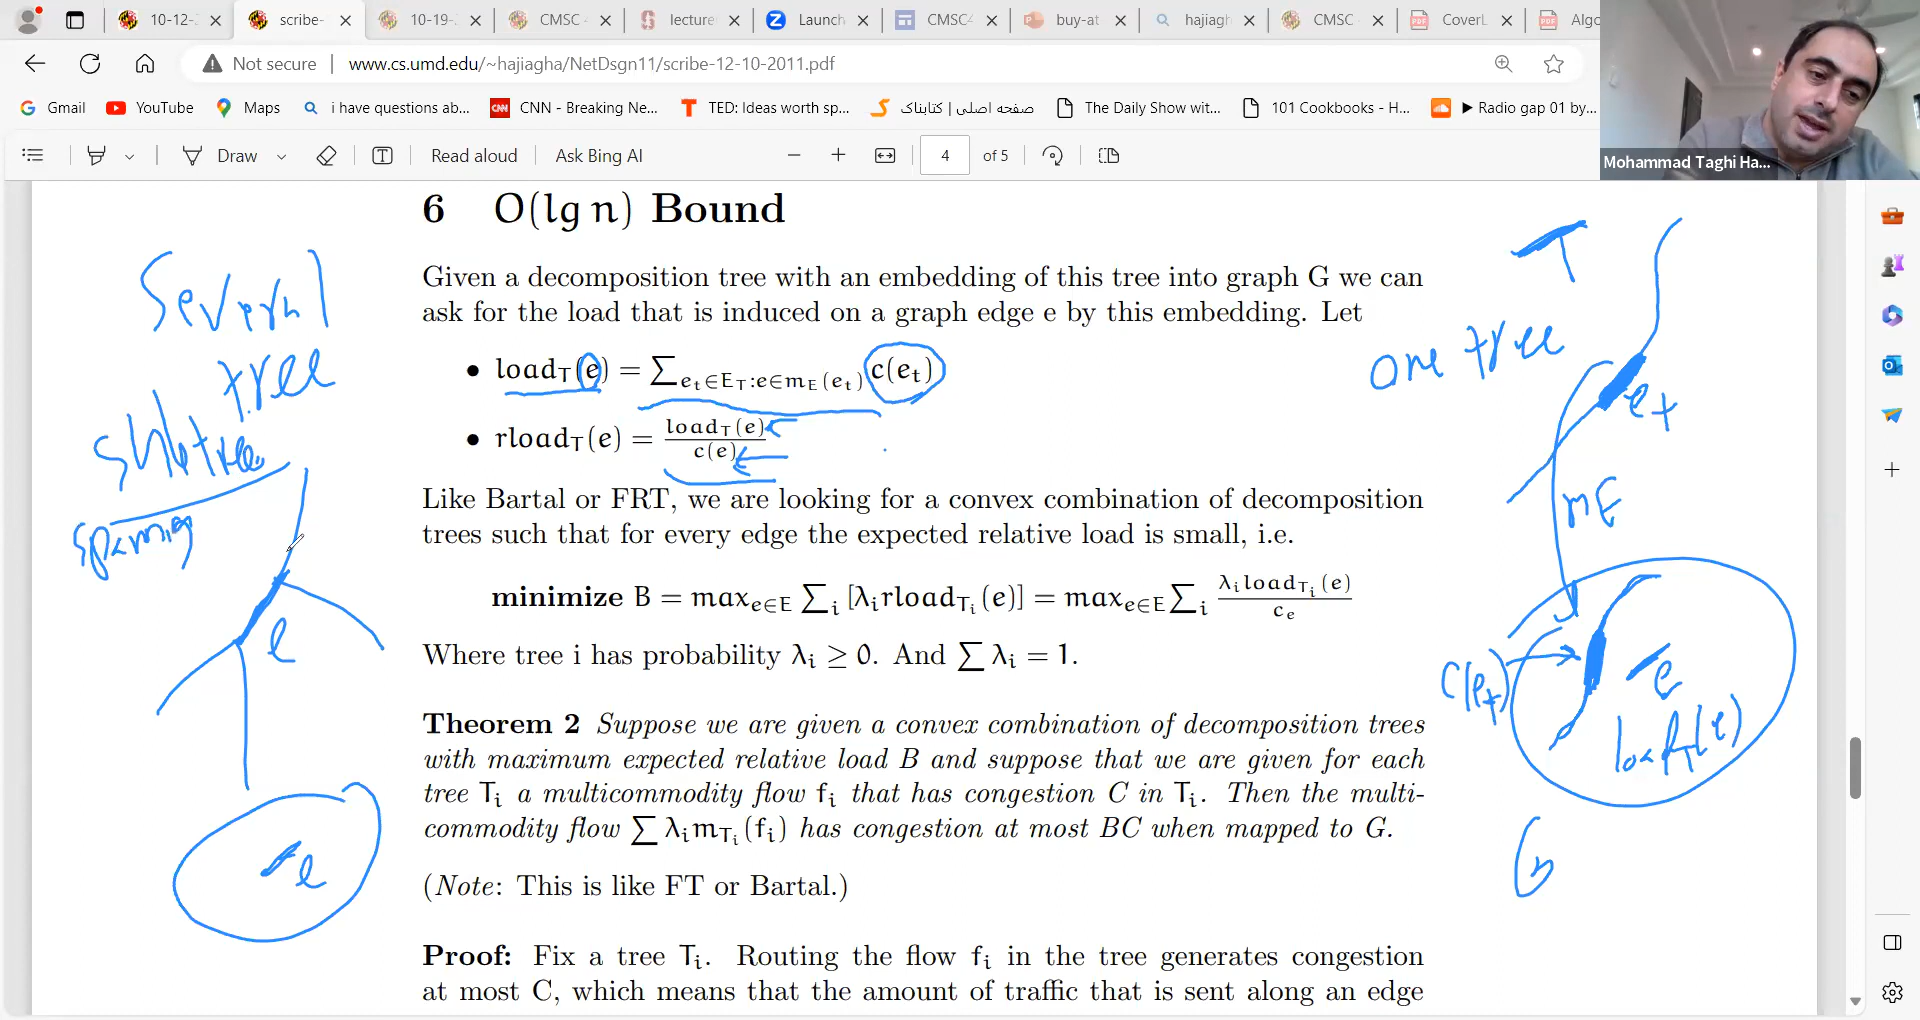 10-12-
scribe-
10-19-
CMSC
lecture
Launch
CMSC4
buy-at
hajiagh
CMSC
CoverL
Algo
Not secure | www.cs.umd.edu/~hajiagha/NetDsgn11/scribe-12-10-2011.pdf
Gmail
YouTube
Maps
i have questions ab...
CNN - Breaking Ne...
TED: Ideas worth sp...
صفحه اصلی | کتابناک
The Daily Show wit...
101 Cookbooks - H...
▶ Radio gap 01 by...
Draw
Read aloud
Ask Bing AI
4 of 5
Mohammad Taghi Ha...
6 O(lg n) Bound
Given a decomposition tree with an embedding of this tree into graph G we can
ask for the load that is induced on a graph edge e by this embedding. Let
• load_T(e) = ∑_{e_t∈E_T:e∈m_E(e_t)} c(e_t)
• rload_T(e) = load_T(e) / c(e)
Like Bartal or FRT, we are looking for a convex combination of decomposition
trees such that for every edge the expected relative load is small, i.e.
minimize B = max_{e∈E} ∑_i [λ_i rload_{T_i}(e)] = max_{e∈E} ∑_i λ_i load_{T_i}(e) / c_e
Where tree i has probability λ_i ≥ 0. And ∑ λ_i = 1.
Theorem 2 Suppose we are given a convex combination of decomposition trees
with maximum expected relative load B and suppose that we are given for each
tree T_i a multicommodity flow f_i that has congestion C in T_i. Then the multi-
commodity flow ∑ λ_i m_{T_i}(f_i) has congestion at most BC when mapped to G.
(Note: This is like FT or Bartal.)
Proof: Fix a tree T_i. Routing the flow f_i in the tree generates congestion
at most C, which means that the amount of traffic that is sent along an edge
several
tree
subtree
e
e
T
one tree
e_t
m_E
c(e_t)
e
load_T(e)
G